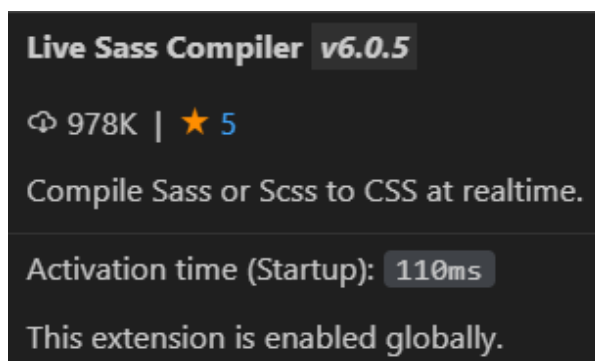 Live Sass Compiler v6.0.5
978K | ★ 5
Compile Sass or Scss to CSS at realtime.
Activation time (Startup): 110ms
This extension is enabled globally.